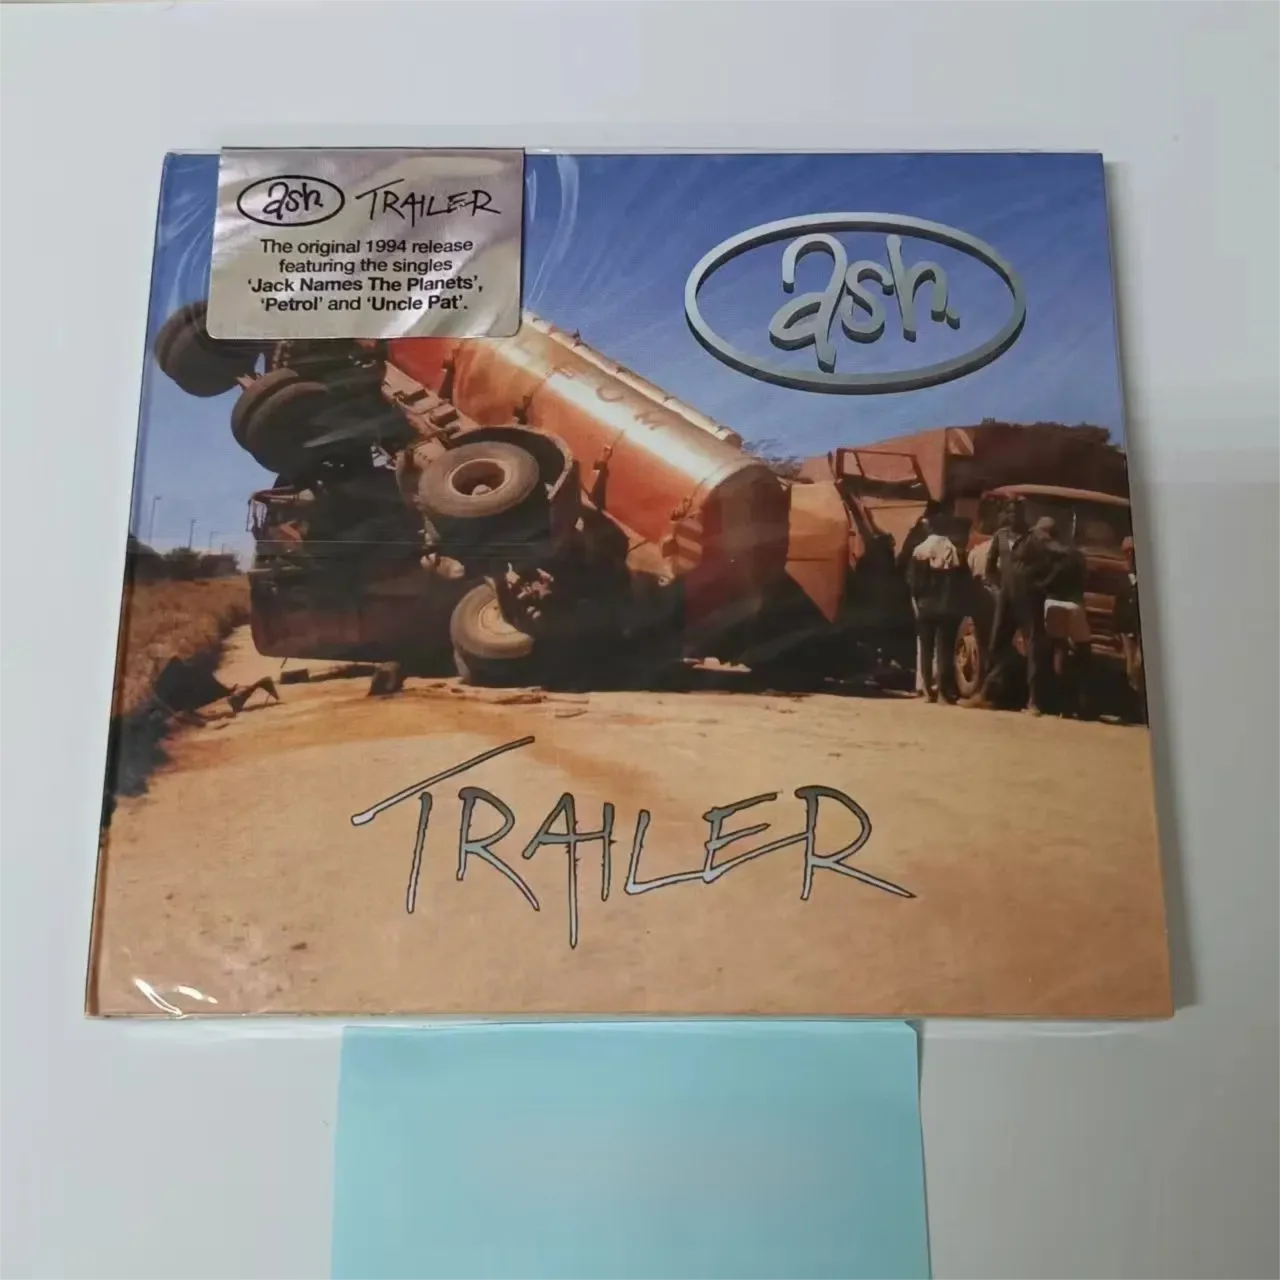 ash TRAILER
The original 1994 release
featuring the singles
‘Jack Names The Planets’,
‘Petrol’ and ‘Uncle Pat’.
ash
TRAILER